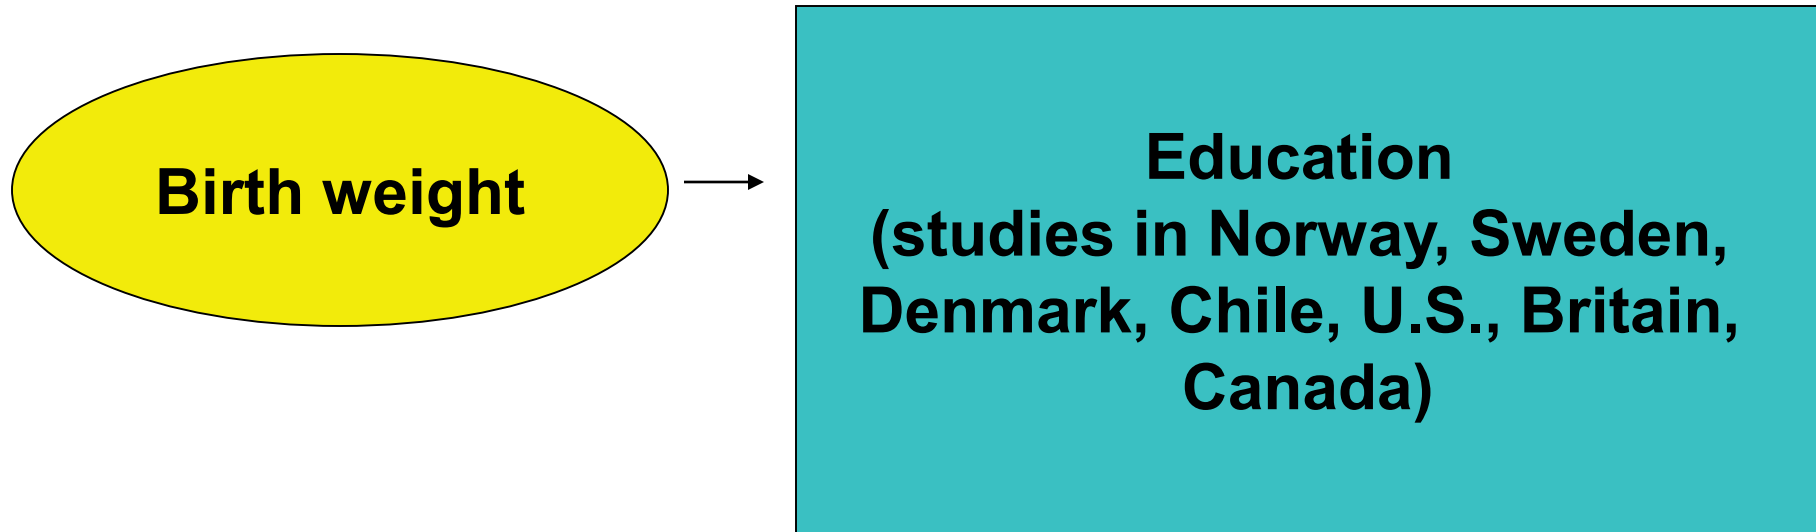 Birth weight
Education
(studies in Norway, Sweden,
Denmark, Chile, U.S., Britain,
Canada)